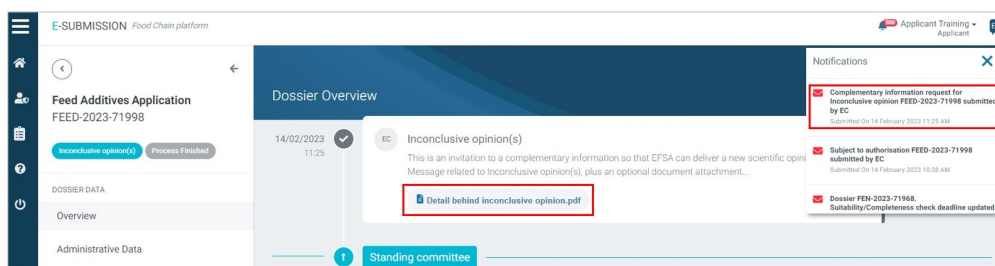 E-SUBMISSION Food Chain platform
500
Applicant Training
Applicant
Feed Additives Application
FEED-2023-71998
Inconclusive opinion(s)
Process Finished
DOSSIER DATA
Overview
Administrative Data
Dossier Overview
14/02/2023
11:25
EC
Inconclusive opinion(s)
This is an invitation to a complementary information so that EFSA can deliver a new scientific opini
Message related to Inconclusive opinion(s), plus an optional document attachment...
Detail behind inconclusive opinion.pdf
Standing committee
Notifications
Complementary information request for
Inconclusive opinion FEED-2023-71998 submitted
by EC
Submitted On 14 February 2023 11:25 AM
Subject to authorisation FEED-2023-71998
submitted by EC
Submitted On 14 February 2023 10:36 AM
Dossier FEN-2023-71968.
Suitability/Completeness check deadline updated